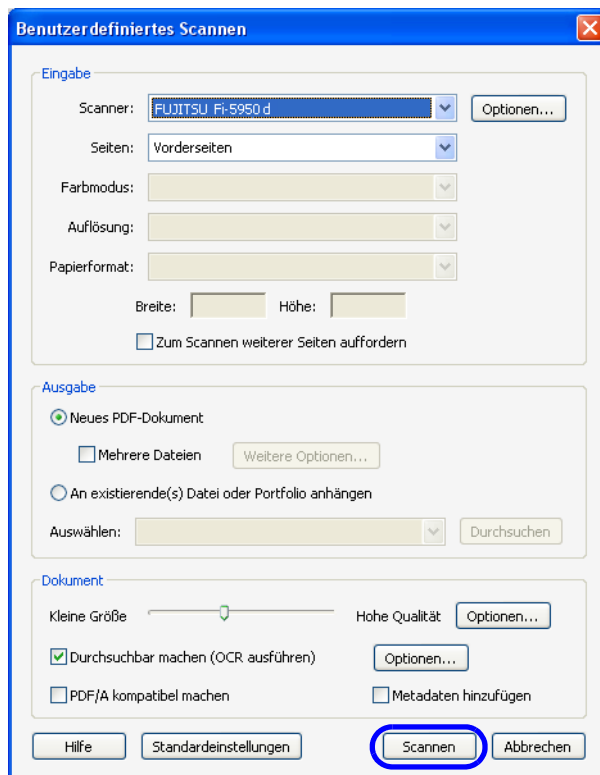 Benutzerdefiniertes Scannen
Eingabe
Scanner: FUJITSU Fi-5950 d Optionen...
Seiten: Vorderseiten
Farbmodus:
Auflösung:
Papierformat:
Breite: Höhe:
Zum Scannen weiterer Seiten auffordern
Ausgabe
Neues PDF-Dokument
Mehrere Dateien Weitere Optionen...
An existierende(s) Datei oder Portfolio anhängen
Auswählen: Durchsuchen
Dokument
Kleine Größe Hohe Qualität Optionen...
Durchsuchbar machen (OCR ausführen) Optionen...
PDF/A kompatibel machen Metadaten hinzufügen
Hilfe Standardeinstellungen Scannen Abbrechen